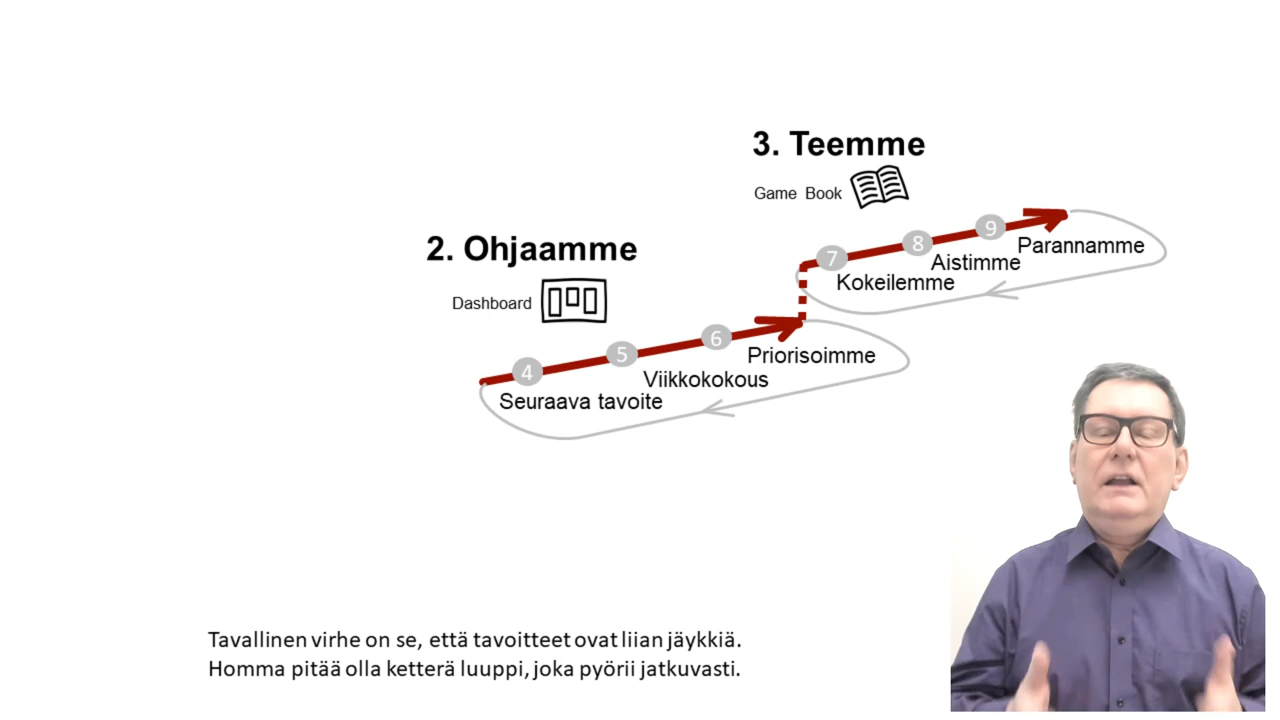 3. Teemme
Game Book
2. Ohjaamme
Dashboard
7
8
9
Kokeilemme
Aistimme
Parannamme
4
5
6
Seuraava tavoite
Viikkokokous
Priorisoimme
Tavallinen virhe on se, että tavoitteet ovat liian jäykkiä.
Homma pitää olla ketterä luuppi, joka pyörii jatkuvasti.